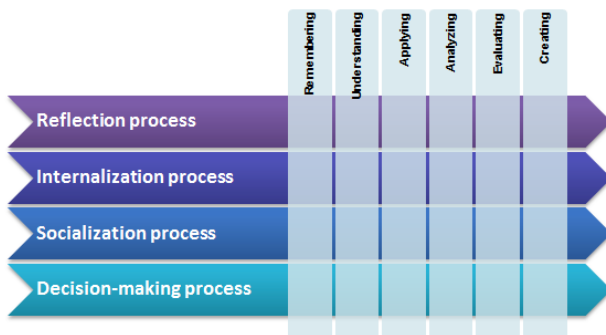 Remembering
Understanding
Applying
Analyzing
Evaluating
Creating
Reflection process
Internalization process
Socialization process
Decision-making process